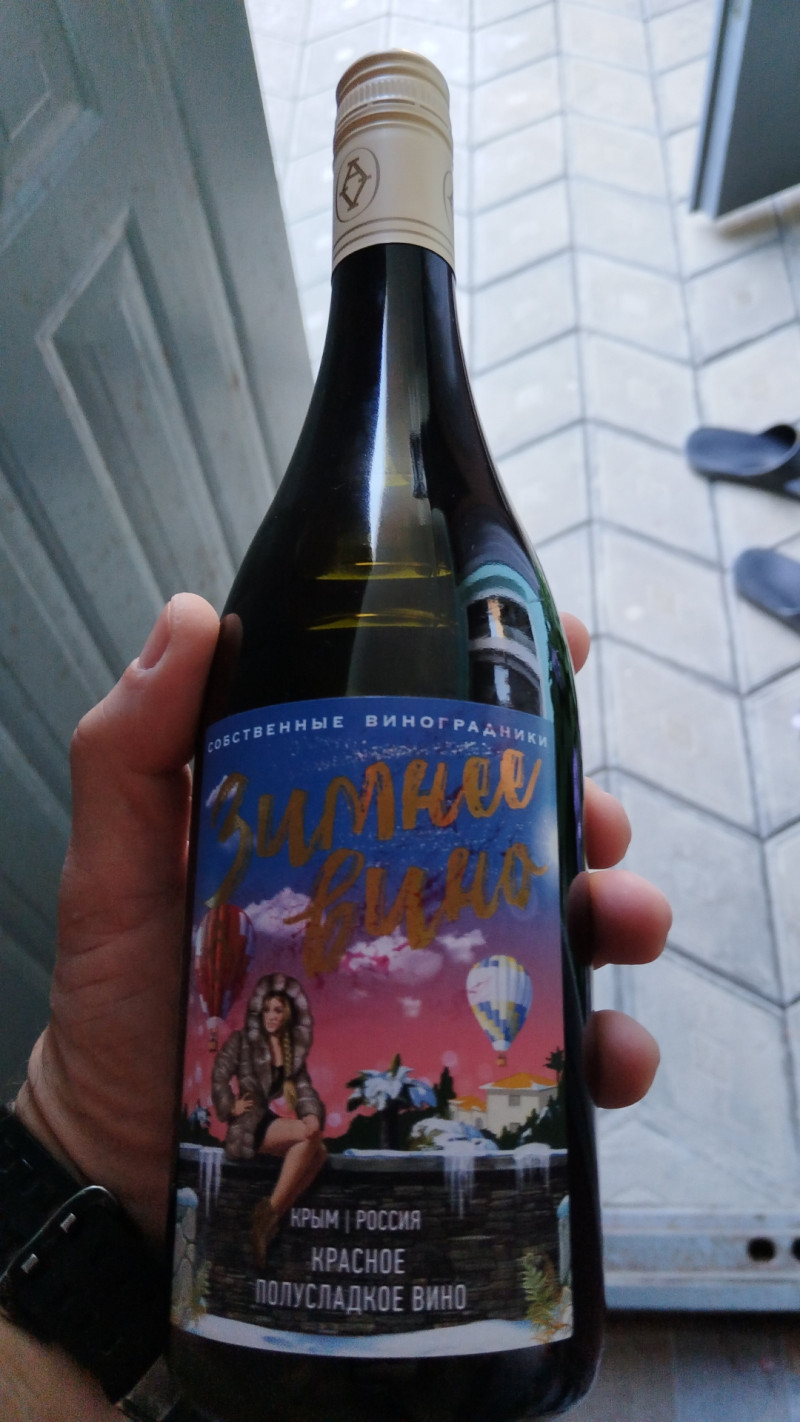 СОБСТВЕННЫЕ ВИНОГРАДНИКИ
Зимнее
вино
КРЫМ | РОССИЯ
КРАСНОЕ
ПОЛУСЛАДКОЕ ВИНО